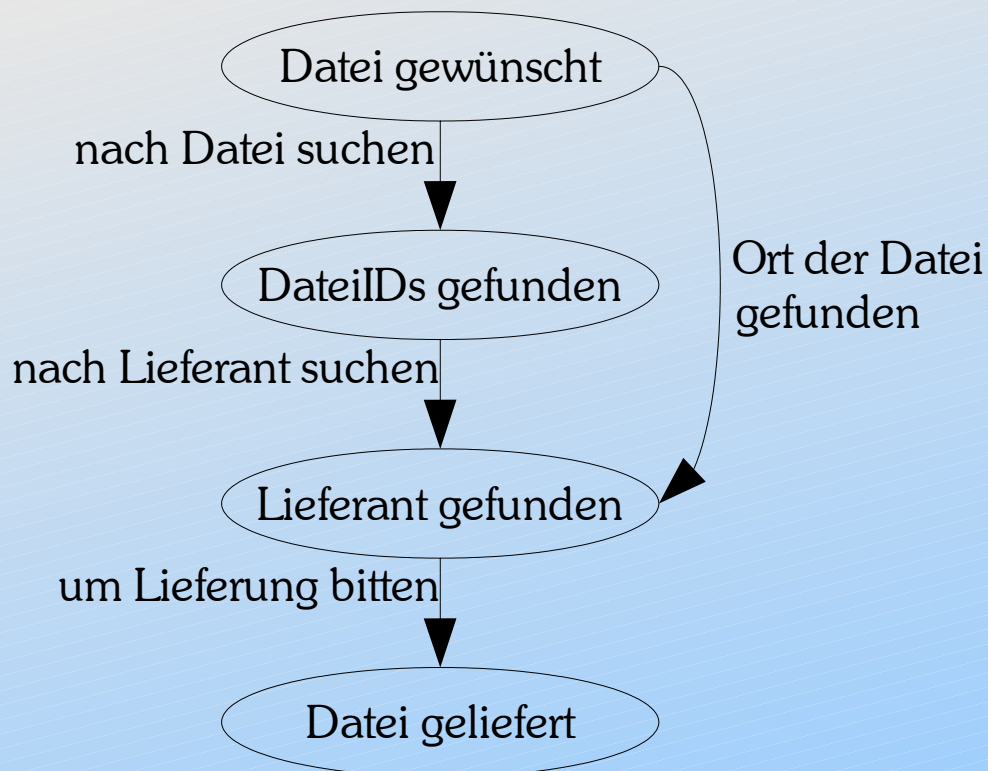 Datei gewünscht
nach Datei suchen
DateiIDs gefunden
Ort der Datei
gefunden
nach Lieferant suchen
Lieferant gefunden
um Lieferung bitten
Datei geliefert